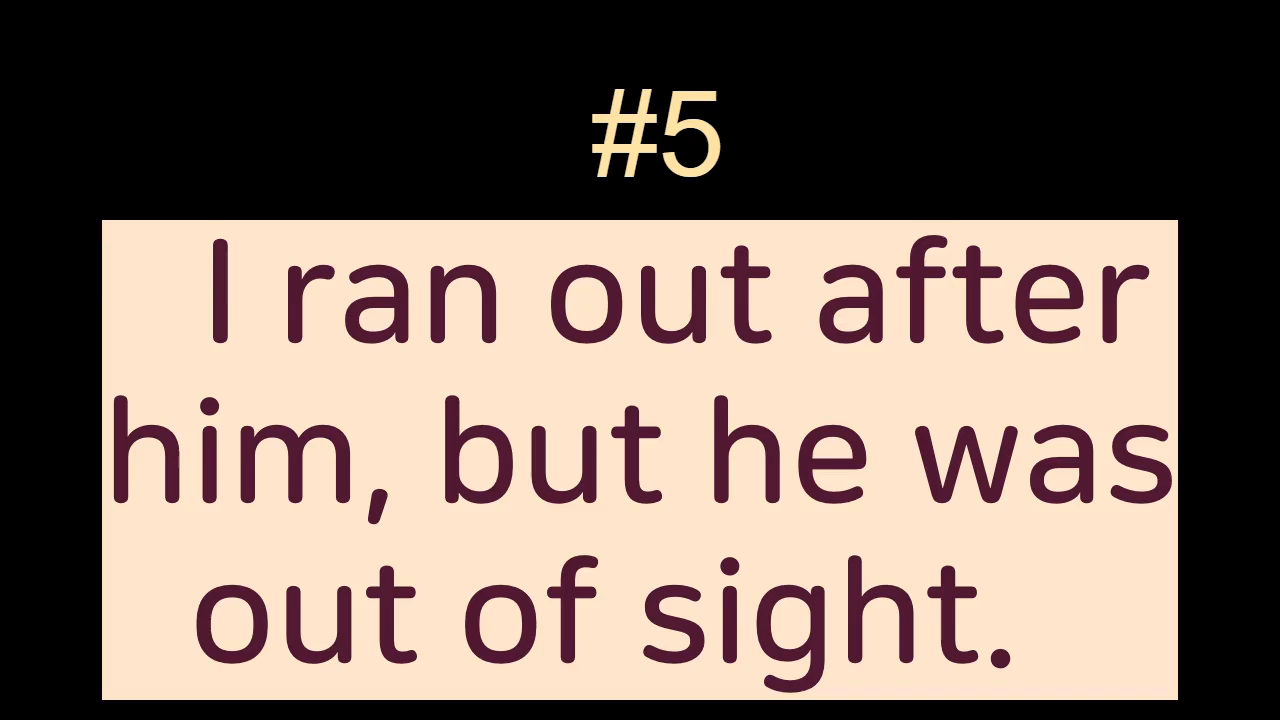 #5
I ran out after
him, but he was
out of sight.